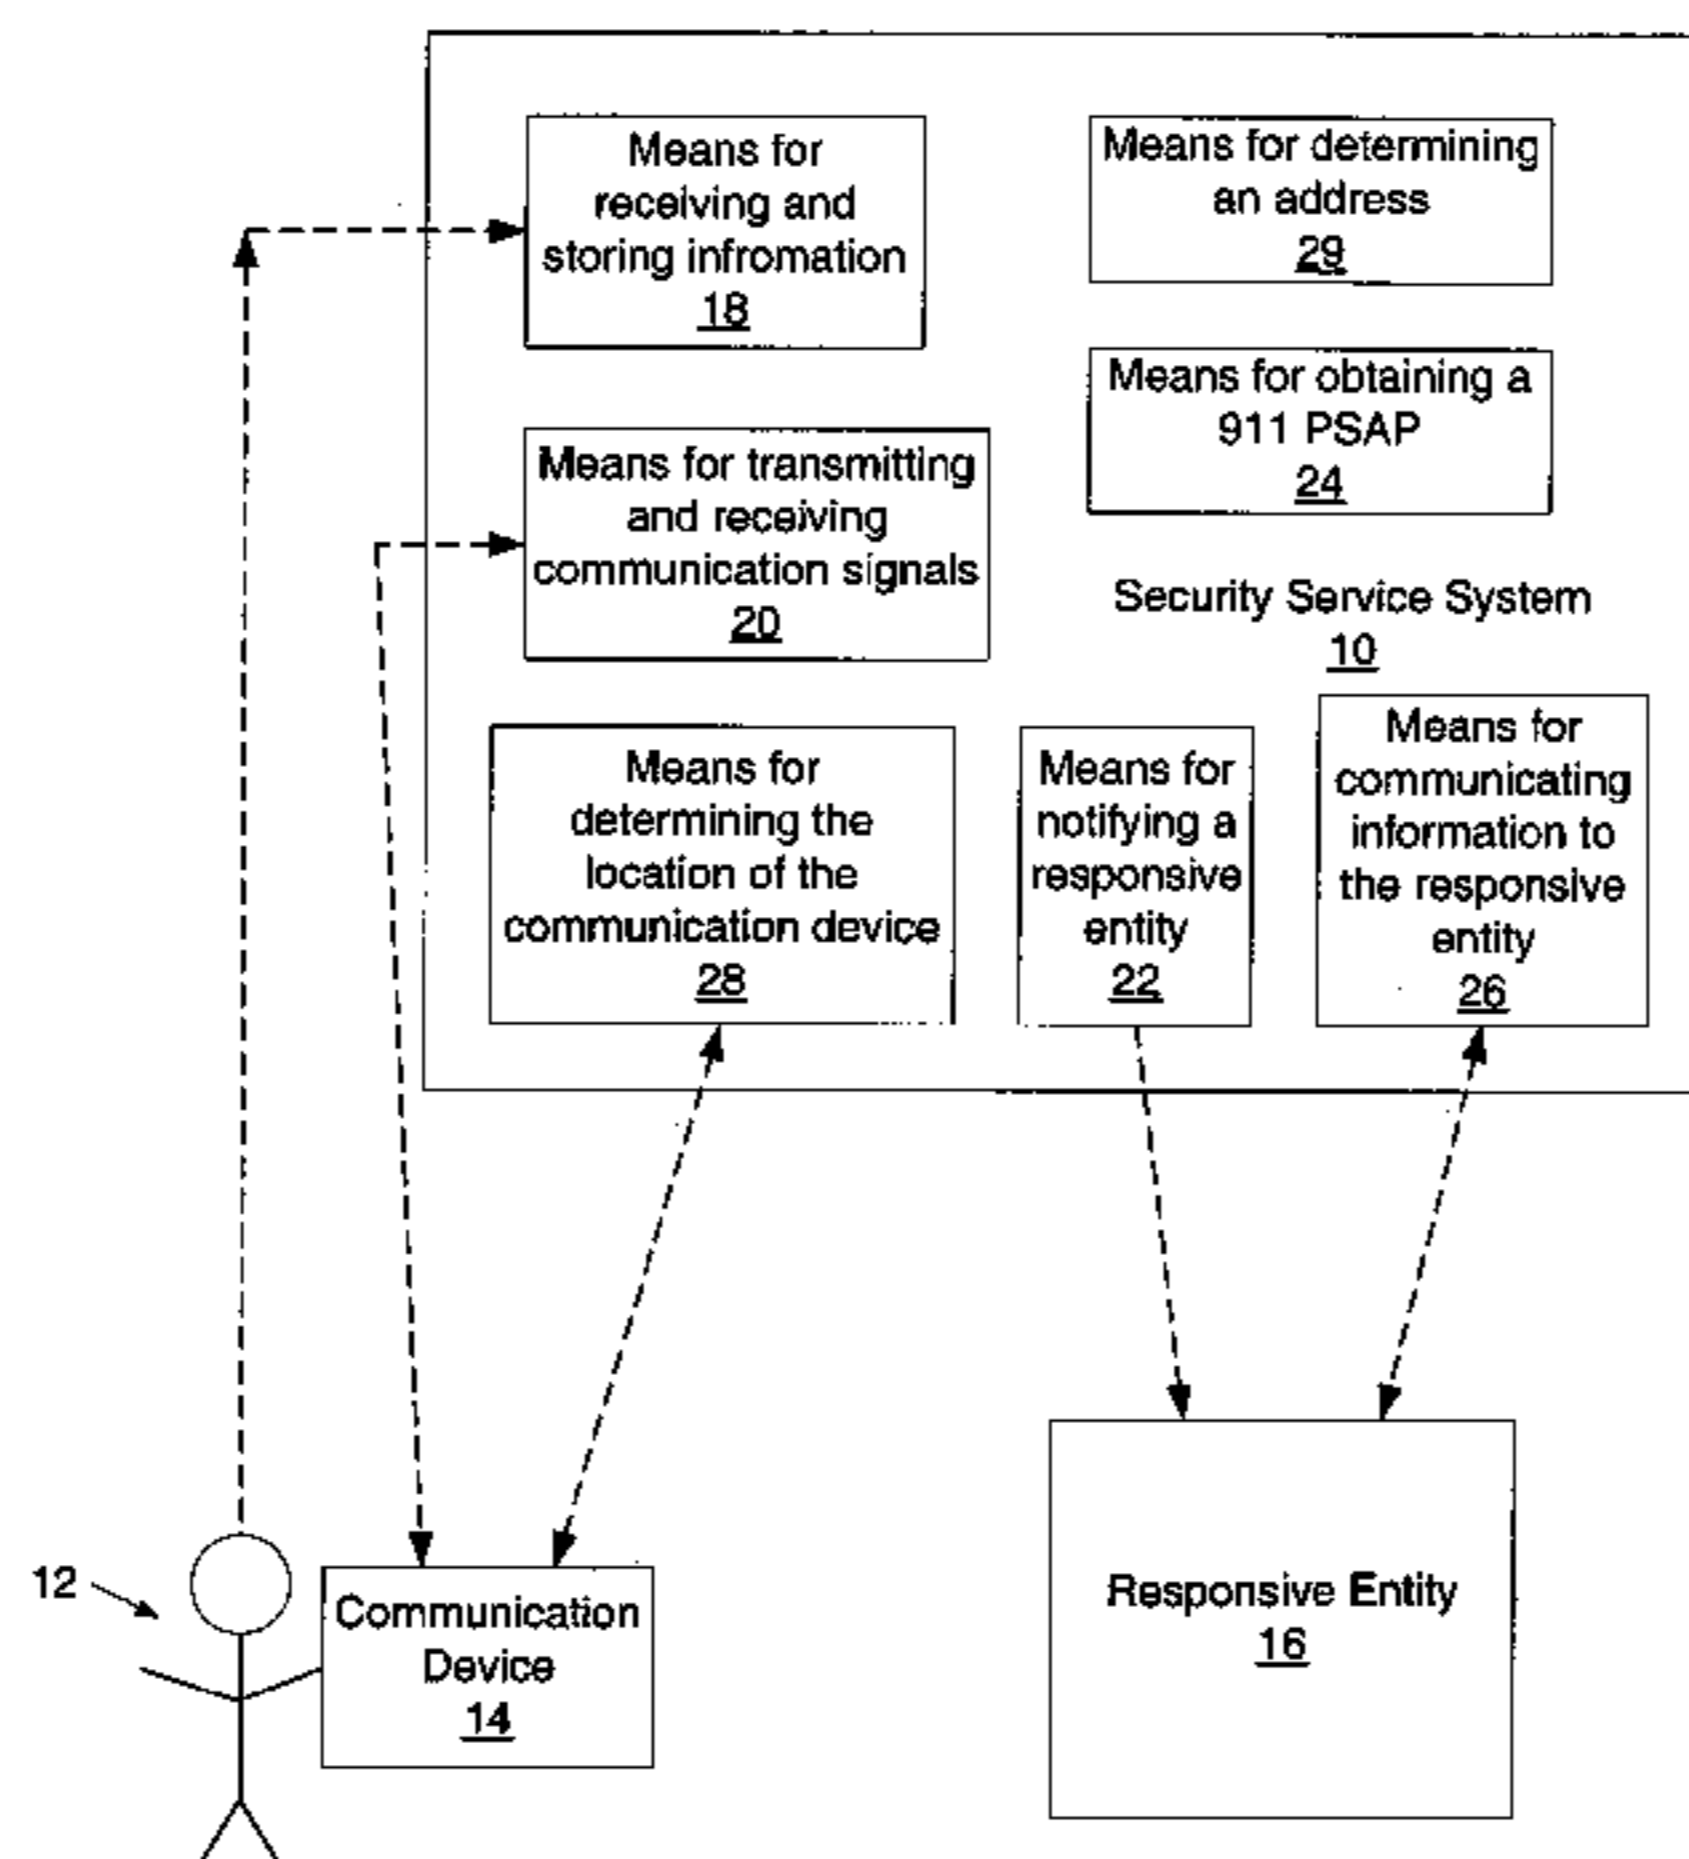 Means for
receiving and
storing infromation
18
Means for determining
an address
29
Means for obtaining a
911 PSAP
24
Means for transmitting
and receiving
communication signals
20
Security Service System
10
Means for
determining the
location of the
communication device
28
Means for
notifying a
responsive
entity
22
Means for
communicating
information to
the responsive
entity
26
12
Communication
Device
14
Responsive Entity
16